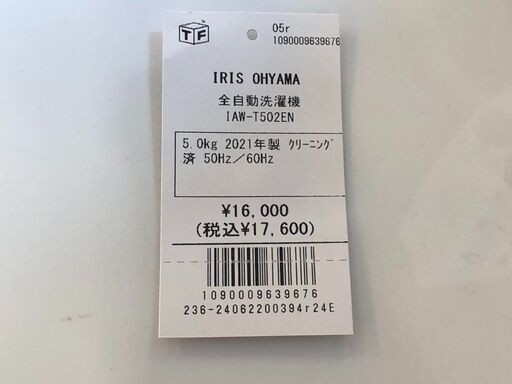 TF
05r
1090009639676
IRIS OHYAMA
全自動洗濯機
IAW-T502EN
5.0kg 2021年製 ｸﾘｰﾆﾝｸﾞ
済 50Hz／60Hz
¥16,000
(税込¥17,600)
1090009639676
236-24062200394r24E